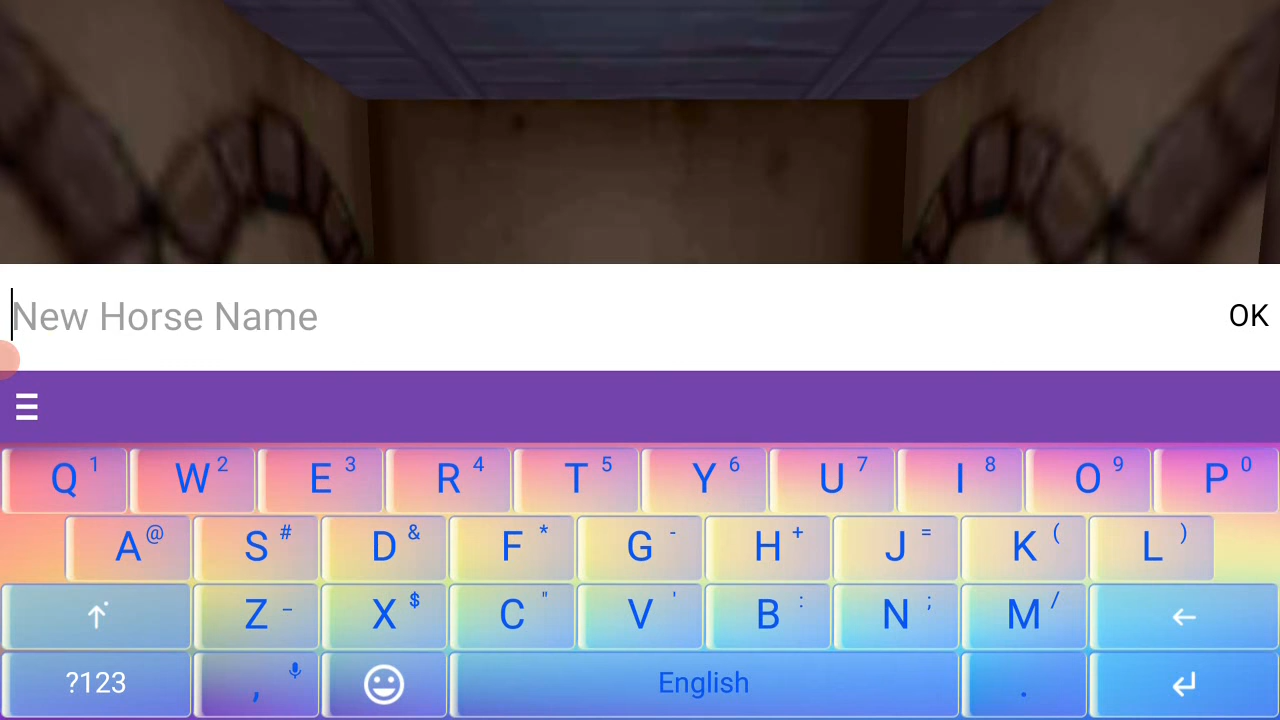 New Horse Name OK
Q 1 W 2 E 3 R 4 T 5 Y 6 U 7 I 8 O 9 P 0
A @ S # D & F * G - H + J = K ( L )
Z _ X $ C " V ' B : N ; M /
?123 , English .